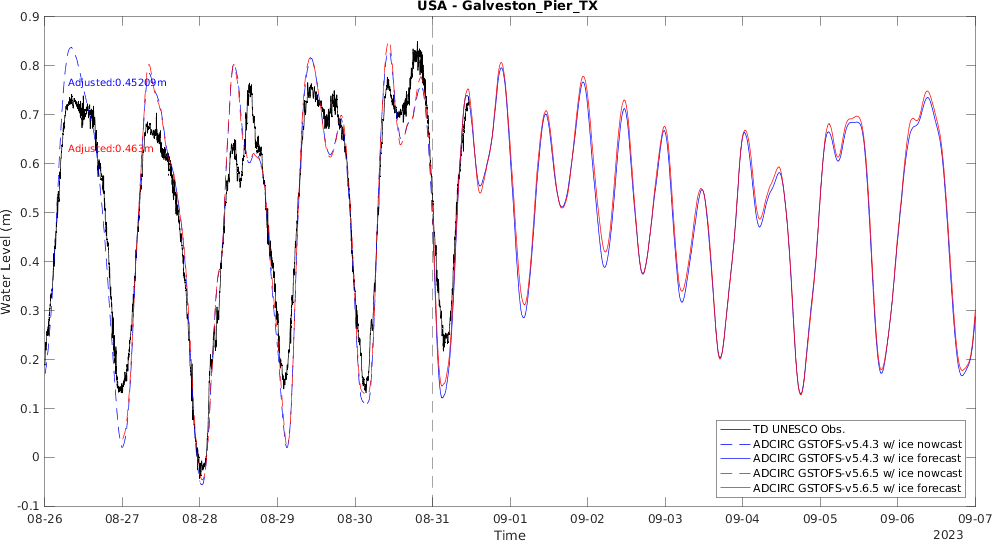 USA - Galveston_Pier_TX
0.9
0.8
0.7
0.6
0.5
0.4
0.3
0.2
0.1
0
-0.1
Water Level (m)
Adjusted:0.45209m
Adjusted:0.463m
TD UNESCO Obs.
ADCIRC GSTOFS-v5.4.3 w/ ice nowcast
ADCIRC GSTOFS-v5.4.3 w/ ice forecast
ADCIRC GSTOFS-v5.6.5 w/ ice nowcast
ADCIRC GSTOFS-v5.6.5 w/ ice forecast
08-26 08-27 08-28 08-29 08-30 08-31 09-01 09-02 09-03 09-04 09-05 09-06 09-07
Time
2023